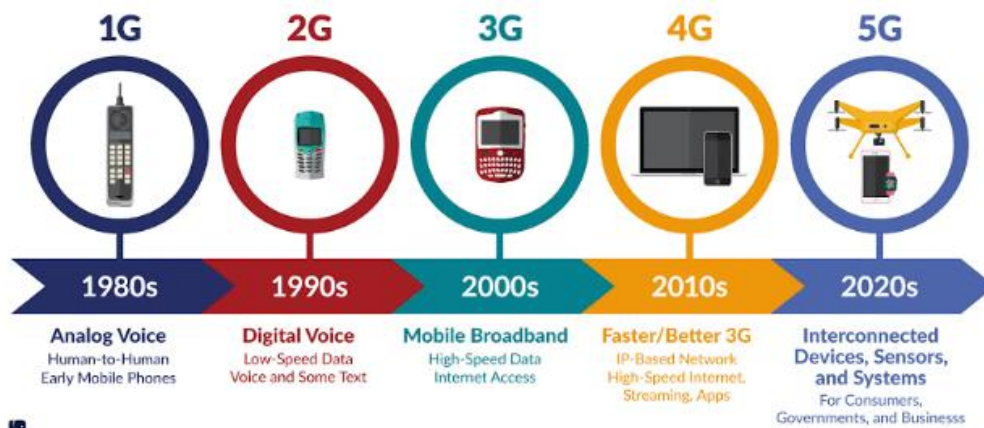 1G
2G
3G
4G
5G
1980s
1990s
2000s
2010s
2020s
Analog Voice
Human-to-Human
Early Mobile Phones
Digital Voice
Low-Speed Data
Voice and Some Text
Mobile Broadband
High-Speed Data
Internet Access
Faster/Better 3G
IP-Based Network
High-Speed Internet,
Streaming, Apps
Interconnected
Devices, Sensors,
and Systems
For Consumers,
Governments, and Businesss